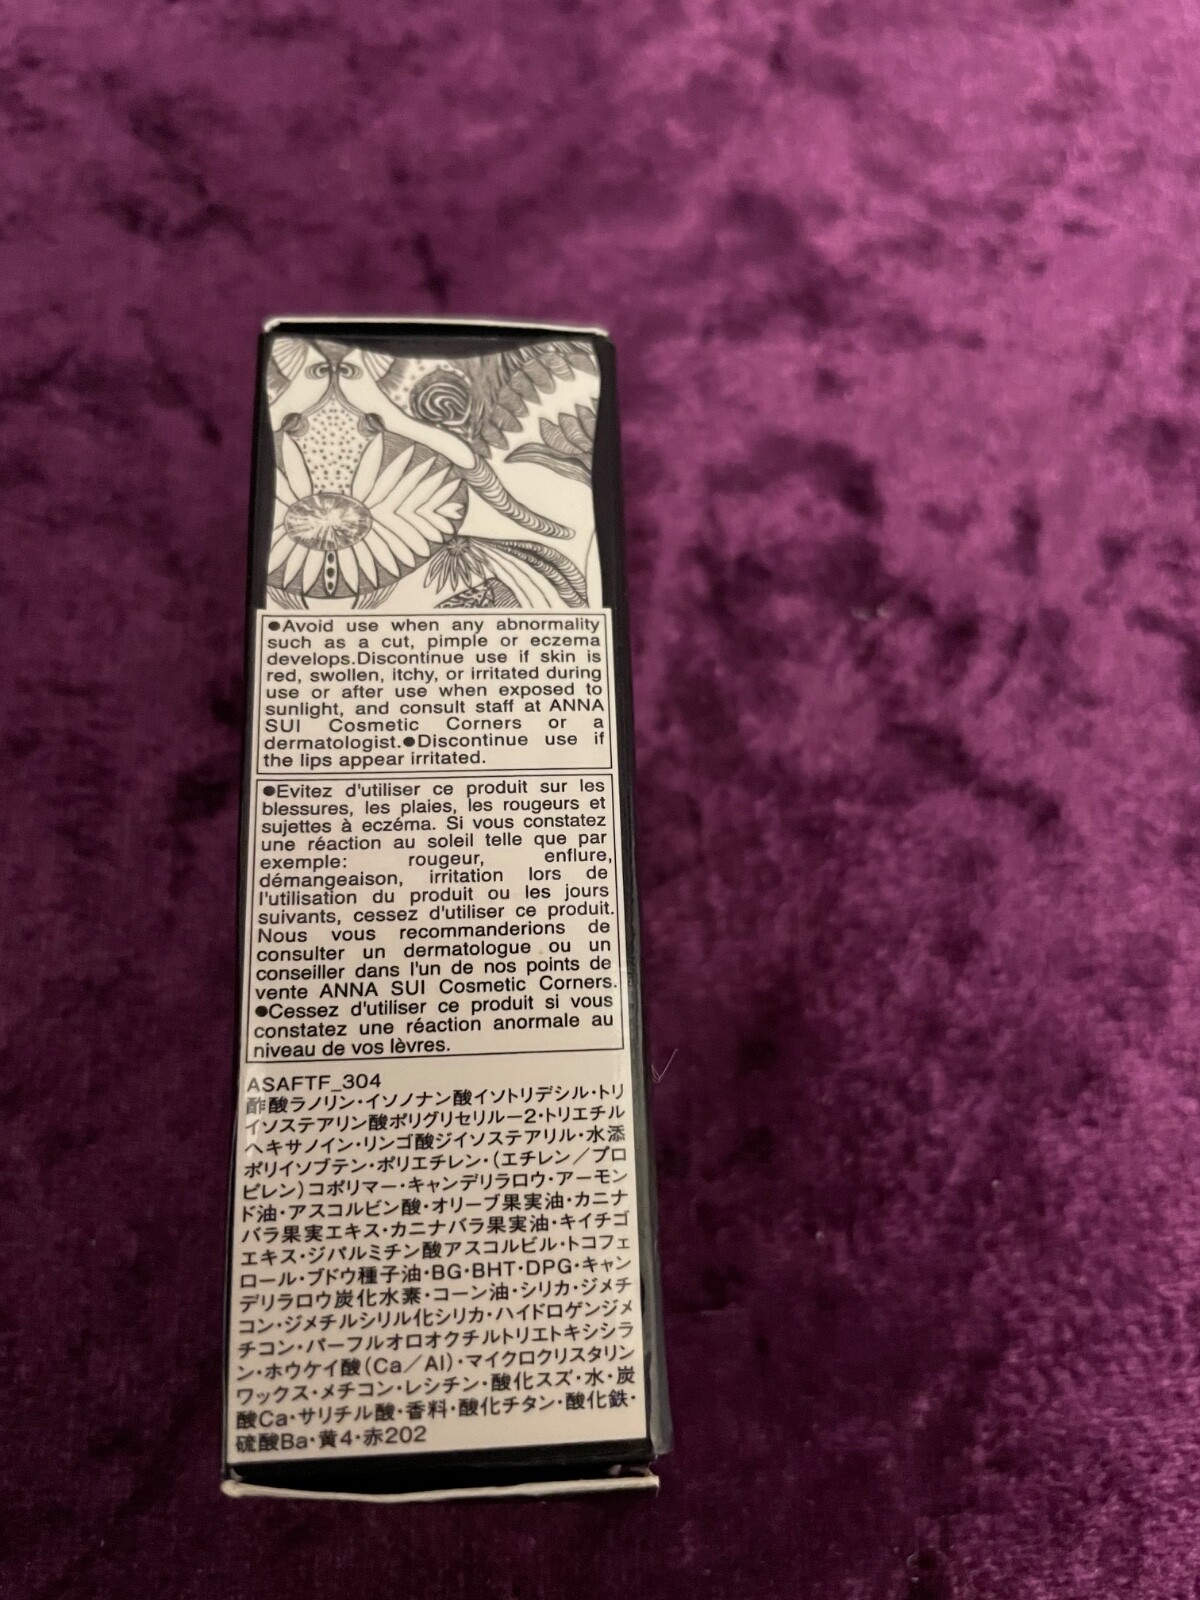 ●Avoid use when any abnormality
such as a cut, pimple or eczema
develops.Discontinue use if skin is
red, swollen, itchy, or irritated during
use or after use when exposed to
sunlight, and consult staff at ANNA
SUI Cosmetic Corners or a
dermatologist.●Discontinue use if
the lips appear irritated.
●Evitez d'utiliser ce produit sur les
blessures, les plaies, les rougeurs et
sujettes à eczéma. Si vous constatez
une réaction au soleil telle que par
exemple: rougeur, enflure,
démangeaison, irritation lors de
l'utilisation du produit ou les jours
suivants, cessez d'utiliser ce produit.
Nous vous recommanderions de
consulter un dermatologue ou un
conseiller dans l'un de nos points de
vente ANNA SUI Cosmetic Corners.
●Cessez d'utiliser ce produit si vous
constatez une réaction anormale au
niveau de vos lèvres.
ASAFTF_304
酢酸ラノリン・イソノナン酸イソトリデシル・トリ
イソステアリン酸ポリグリセリル－2・トリエチル
ヘキサノイン・リンゴ酸ジイソステアリル・水添
ポリイソブテン・ポリエチレン・(エチレン／プロ
ピレン)コポリマー・キャンデリラロウ・アーモン
ド油・アスコルビン酸・オリーブ果実油・カニナ
バラ果実エキス・カニナバラ果実油・キイチゴ
エキス・ジパルミチン酸アスコルビル・トコフェ
ロール・ブドウ種子油・BG・BHT・DPG・キャン
デリラロウ炭化水素・コーン油・シリカ・ジメチ
コン・ジメチルシリル化シリカ・ハイドロゲンジメ
チコン・パーフルオロオクチルトリエトキシシラ
ン・ホウケイ酸(Ca／Al)・マイクロクリスタリン
ワックス・メチコン・レシチン・酸化スズ・水・炭
酸Ca・サリチル酸・香料・酸化チタン・酸化鉄・
硫酸Ba・黄4・赤202